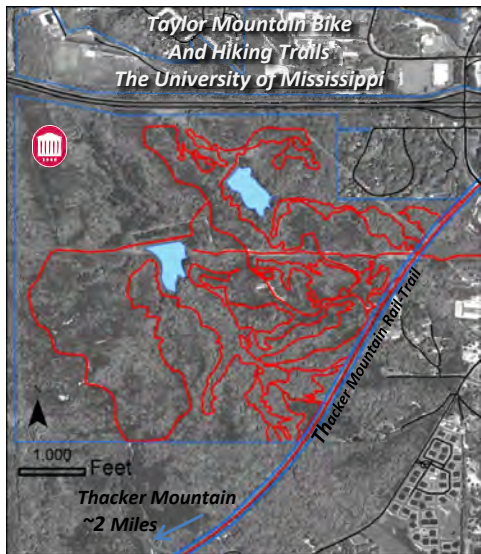 Taylor Mountain Bike
And Hiking Trails
The University of Mississippi
1848
Thacker Mountain Rail-Trail
1,000
Feet
Thacker Mountain
~2 Miles